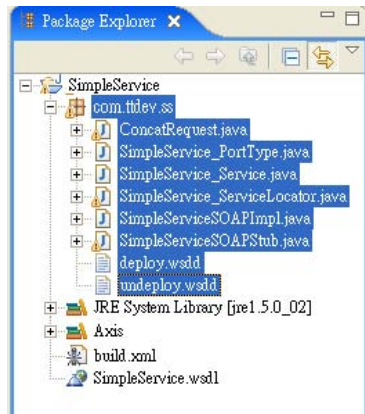 Package Explorer
SimpleService
com.ttdev.ss
ConcatRequest.java
SimpleService_PortType.java
SimpleService_Service.java
SimpleService_ServiceLocator.java
SimpleServiceSOAPImpl.java
SimpleServiceSOAPStub.java
deploy.wsdd
undeploy.wsdd
JRE System Library [jre1.5.0_02]
Axis
build.xml
SimpleService.wsdl